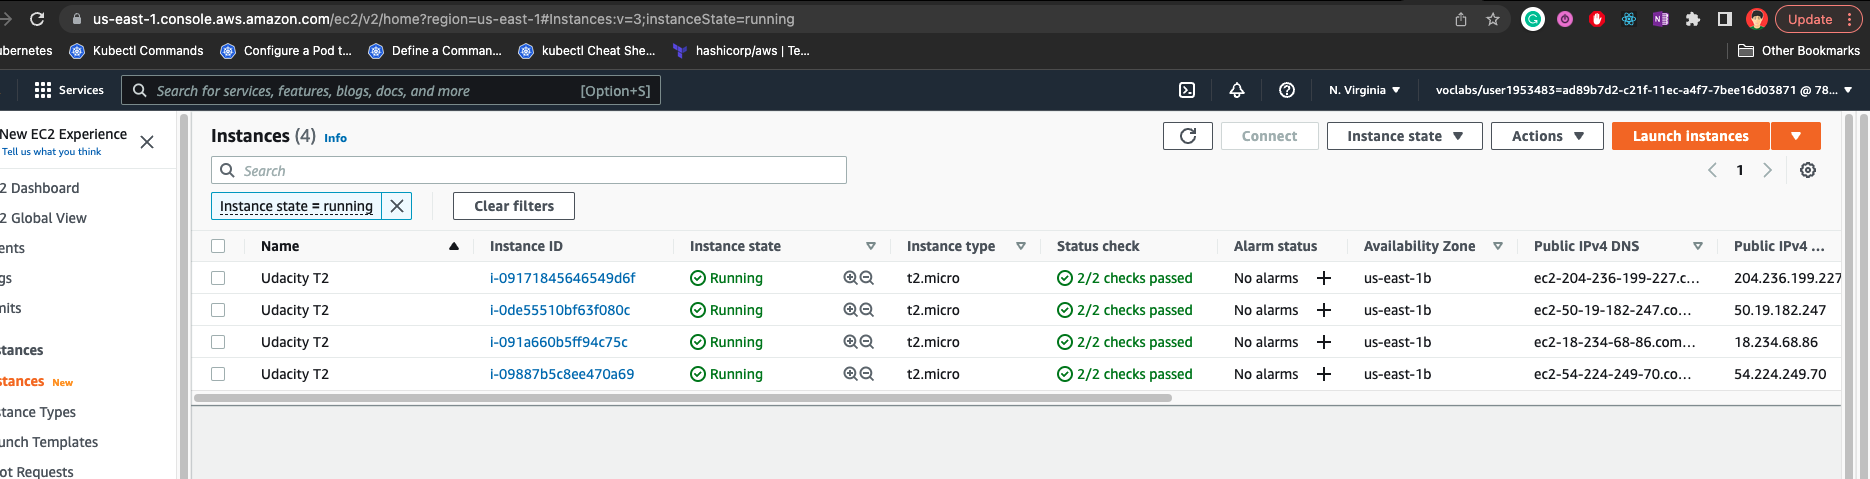 us-east-1.console.aws.amazon.com/ec2/v2/home?region=us-east-1#Instances:v=3;instanceState=running
Update
ubernetes Kubectl Commands Configure a Pod t... Define a Comman... kubectl Cheat She... hashicorp/aws | Te... Other Bookmarks
Services Search for services, features, blogs, docs, and more [Option+S] N. Virginia voclabs/user1953483=ad89b7d2-c21f-11ec-a4f7-7bee16d03871 @ 78...
New EC2 Experience
Tell us what you think
2 Dashboard
2 Global View
ents
gs
nits
stances
stances New
stance Types
unch Templates
ot Requests
Instances (4) Info
Connect Instance state Actions Launch instances
Search
1
Instance state = running Clear filters
Name Instance ID Instance state Instance type Status check Alarm status Availability Zone Public IPv4 DNS Public IPv4 ...
Udacity T2 i-09171845646549d6f Running t2.micro 2/2 checks passed No alarms us-east-1b ec2-204-236-199-227.c... 204.236.199.227
Udacity T2 i-0de55510bf63f080c Running t2.micro 2/2 checks passed No alarms us-east-1b ec2-50-19-182-247.co... 50.19.182.247
Udacity T2 i-091a660b5ff94c75c Running t2.micro 2/2 checks passed No alarms us-east-1b ec2-18-234-68-86.com... 18.234.68.86
Udacity T2 i-09887b5c8ee470a69 Running t2.micro 2/2 checks passed No alarms us-east-1b ec2-54-224-249-70.co... 54.224.249.70